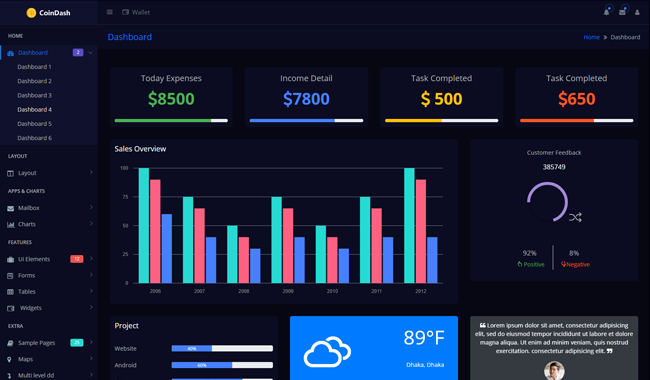 CoinDash
Wallet
HOME
Dashboard 2
Dashboard 1
Dashboard 2
Dashboard 3
Dashboard 4
Dashboard 5
Dashboard 6
LAYOUT
Layout
APPS & CHARTS
Mailbox
Charts
FEATURES
UI Elements 12
Forms
Tables
Widgets
EXTRA
Sample Pages 25
Maps
Multi level dd
Dashboard
Home » Dashboard
Today Expenses
$8500
Income Detail
$7800
Task Completed
$ 500
Task Completed
$650
Sales Overview
100
75
50
25
0
2006 2007 2008 2009 2010 2011 2012
Customer Feedback
385749
92%
Positive
8%
Negative
Project
Website 40%
Android 60%
89°F
Dhaka, Dhaka
❝ Lorem ipsum dolor sit amet, consectetur adipisicing
elit, sed do eiusmod tempor incididunt ut labore et dolore
magna aliqua. Ut enim ad minim veniam, quis nostrud
exercitation. consectetur adipisicing elit. ❞